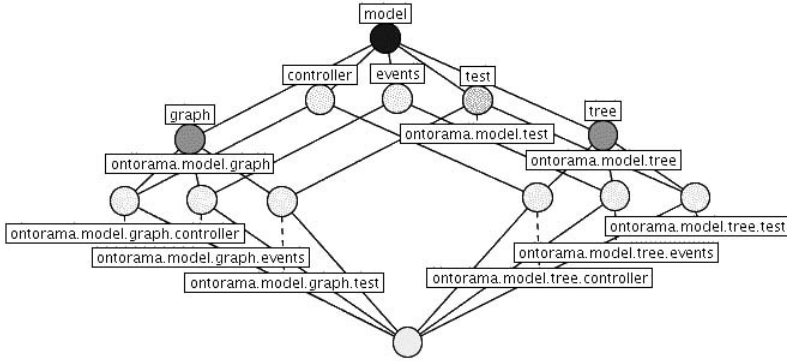 model
controller
events
test
graph
tree
ontorama.model.test
ontorama.model.graph
ontorama.model.tree
ontorama.model.graph.controller
ontorama.model.tree.test
ontorama.model.graph.events
ontorama.model.tree.events
ontorama.model.graph.test
ontorama.model.tree.controller